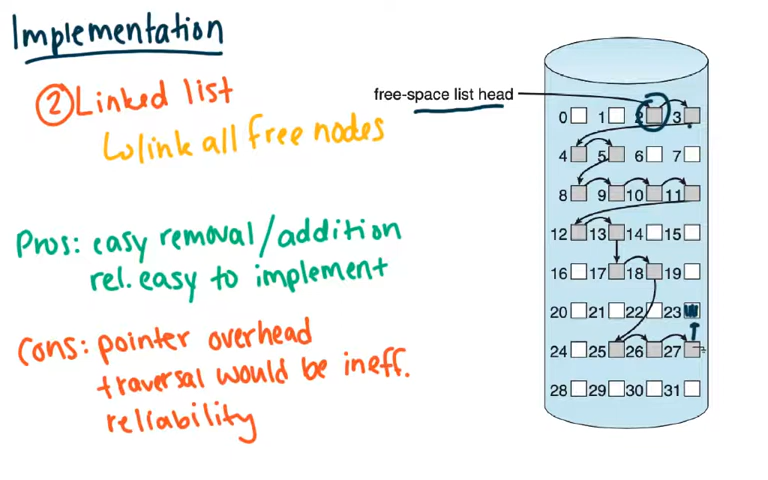 Implementation
② Linked list
↳ link all free nodes
Pros: easy removal/addition
rel. easy to implement
Cons: pointer overhead
traversal would be ineff.
reliability
free-space list head
0 1 2 3
4 5 6 7
8 9 10 11
12 13 14 15
16 17 18 19
20 21 22 23
24 25 26 27
28 29 30 31